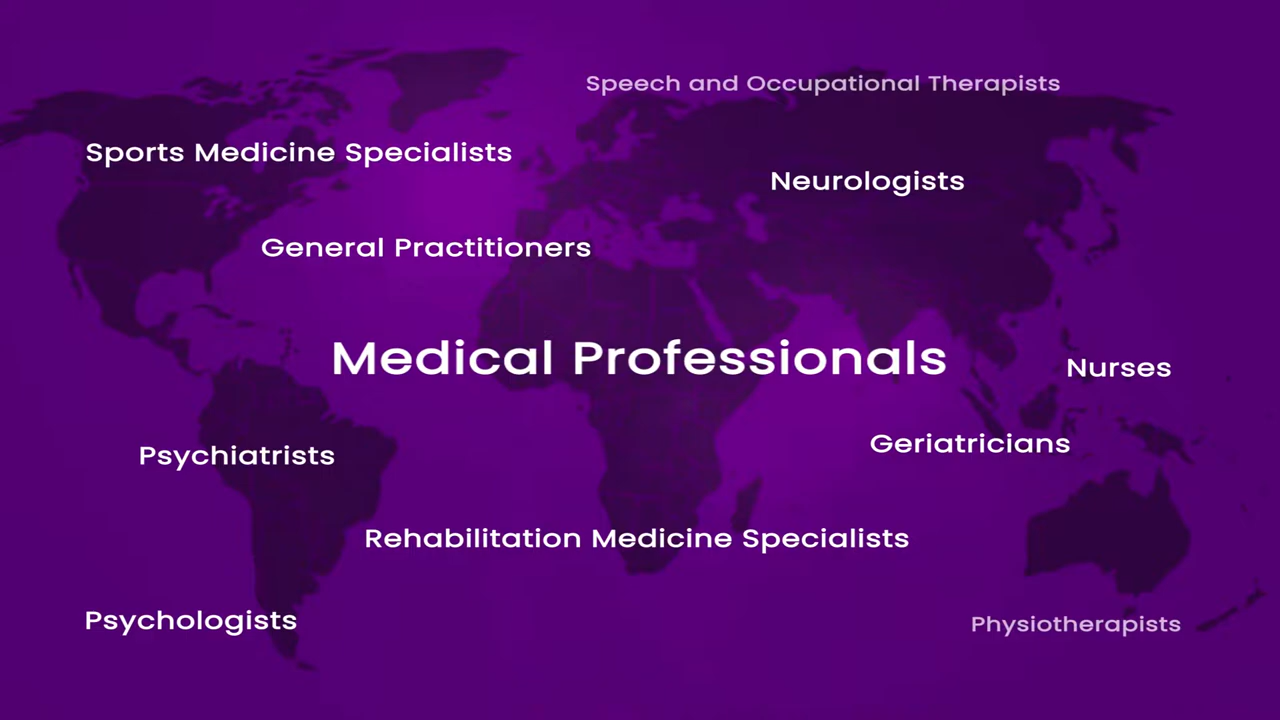 Speech and Occupational Therapists
Sports Medicine Specialists
Neurologists
General Practitioners
Medical Professionals
Nurses
Geriatricians
Psychiatrists
Rehabilitation Medicine Specialists
Psychologists
Physiotherapists